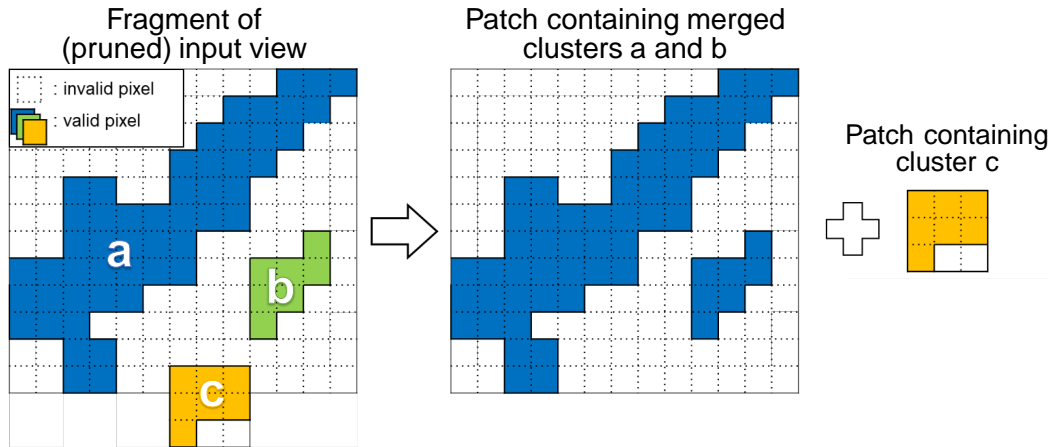 Fragment of
(pruned) input view
: invalid pixel
: valid pixel
a
b
c
Patch containing merged
clusters a and b
Patch containing
cluster c